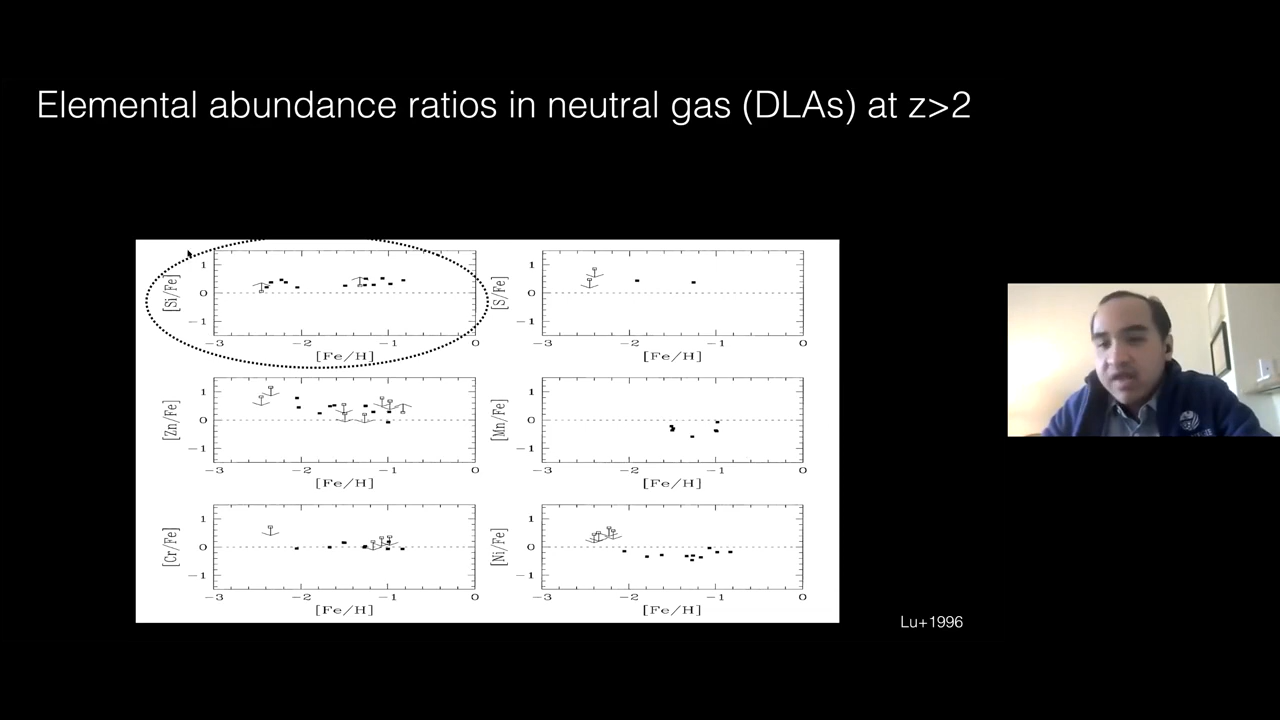 Elemental abundance ratios in neutral gas (DLAs) at z>2
[Si/Fe]
1
0
−1
−3 −2 −1 0
[Fe/H]
[S/Fe]
1
0
−1
−3 −2 −1 0
[Fe/H]
[Zn/Fe]
1
0
−1
−3 −2 −1 0
[Fe/H]
[Mn/Fe]
1
0
−1
−3 −2 −1 0
[Fe/H]
[Cr/Fe]
1
0
−1
−3 −2 −1 0
[Fe/H]
[Ni/Fe]
1
0
−1
−3 −2 −1 0
[Fe/H]
Lu+1996